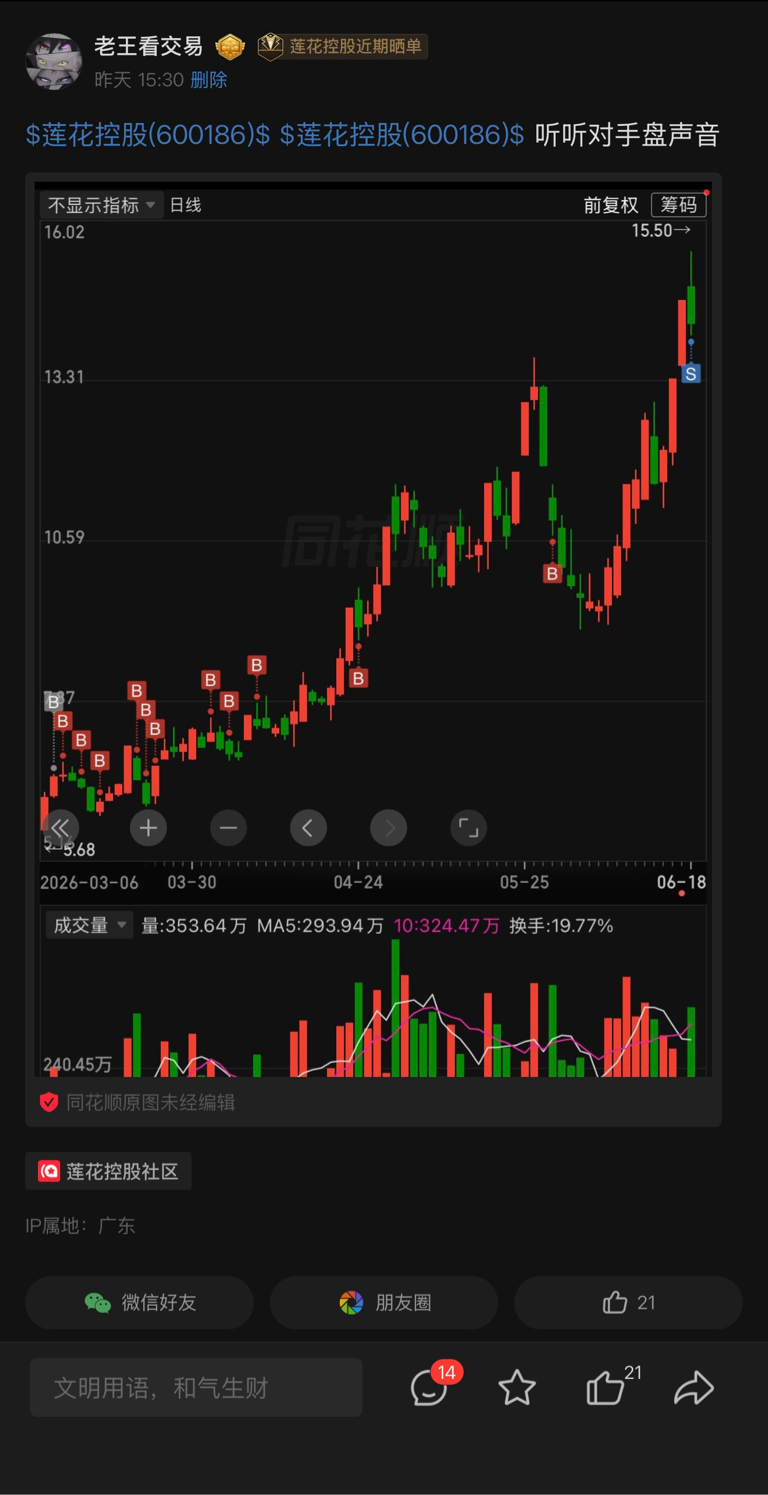 老王看交易 莲花控股近期晒单
昨天 15:30 删除
$莲花控股(600186)$ $莲花控股(600186)$ 听听对手盘声音
不显示指标 日线 前复权 筹码
16.02 15.50→
13.31
S
10.59
同花顺
B
B
B
B
B
B
B
B
B
B
B
B
B
←5.68
2026-03-06 03-30 04-24 05-25 06-18
成交量 量:353.64万 MA5:293.94万 10:324.47万 换手:19.77%
240.45万
同花顺原图未经编辑
莲花控股社区
IP属地：广东
微信好友 朋友圈 21
文明用语，和气生财 14 21